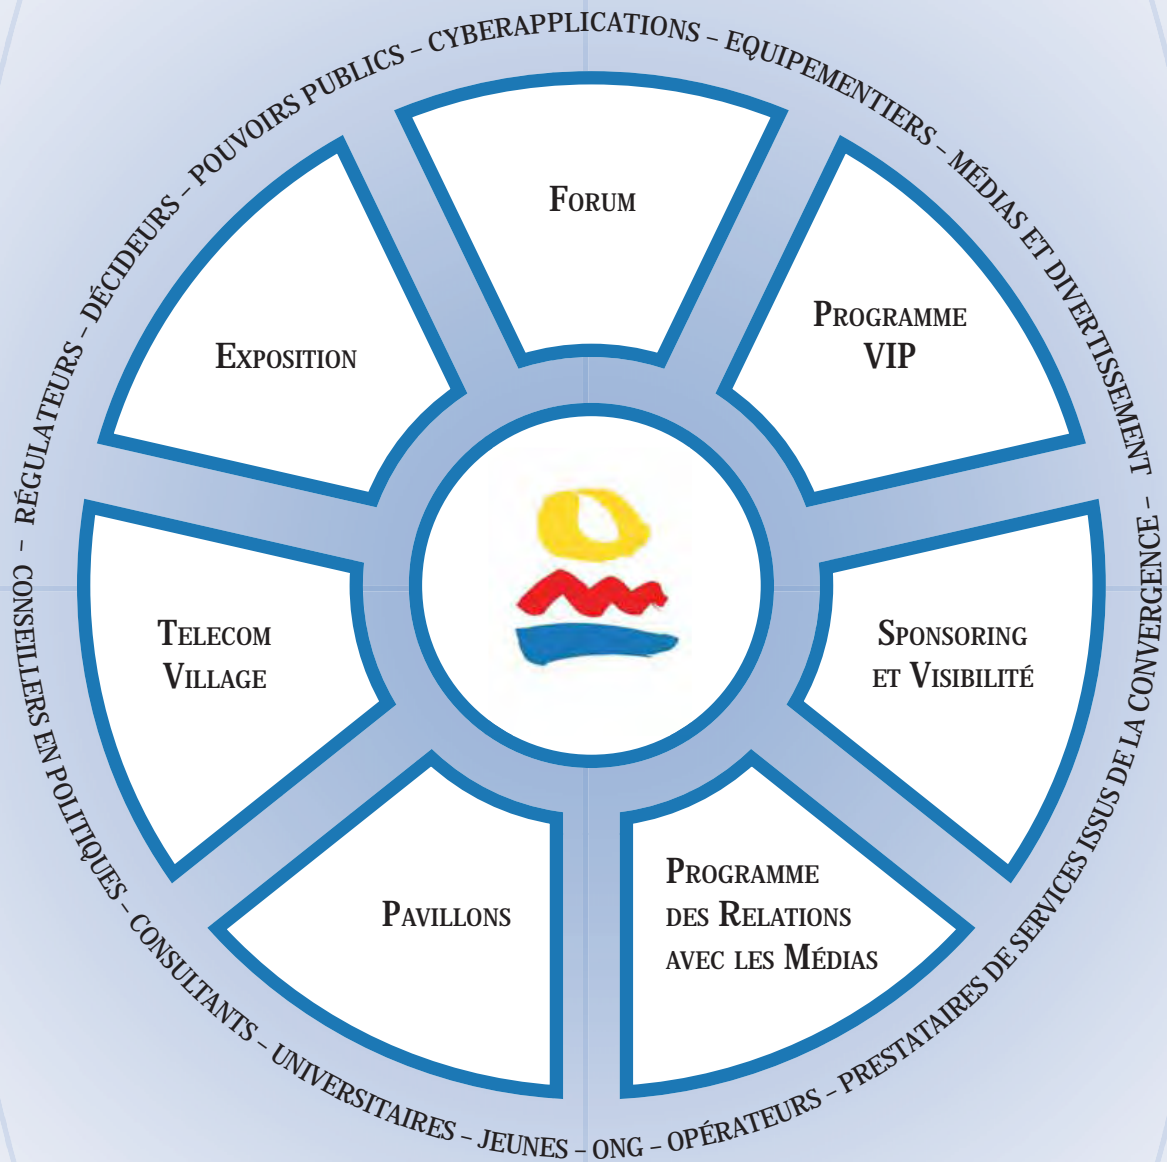 RÉGULATEURS – DÉCIDEURS – POUVOIRS PUBLICS – CYBERAPPLICATIONS – EQUIPEMENTIERS – MÉDIAS ET DIVERTISSEMENT –
CONSEILLERS EN POLITIQUES – CONSULTANTS – UNIVERSITAIRES – JEUNES – ONG – OPÉRATEURS – PRESTATAIRES DE SERVICES ISSUS DE LA CONVERGENCE –
FORUM
PROGRAMME
VIP
SPONSORING
ET VISIBILITÉ
PROGRAMME
DES RELATIONS
AVEC LES MÉDIAS
PAVILLONS
TELECOM
VILLAGE
EXPOSITION